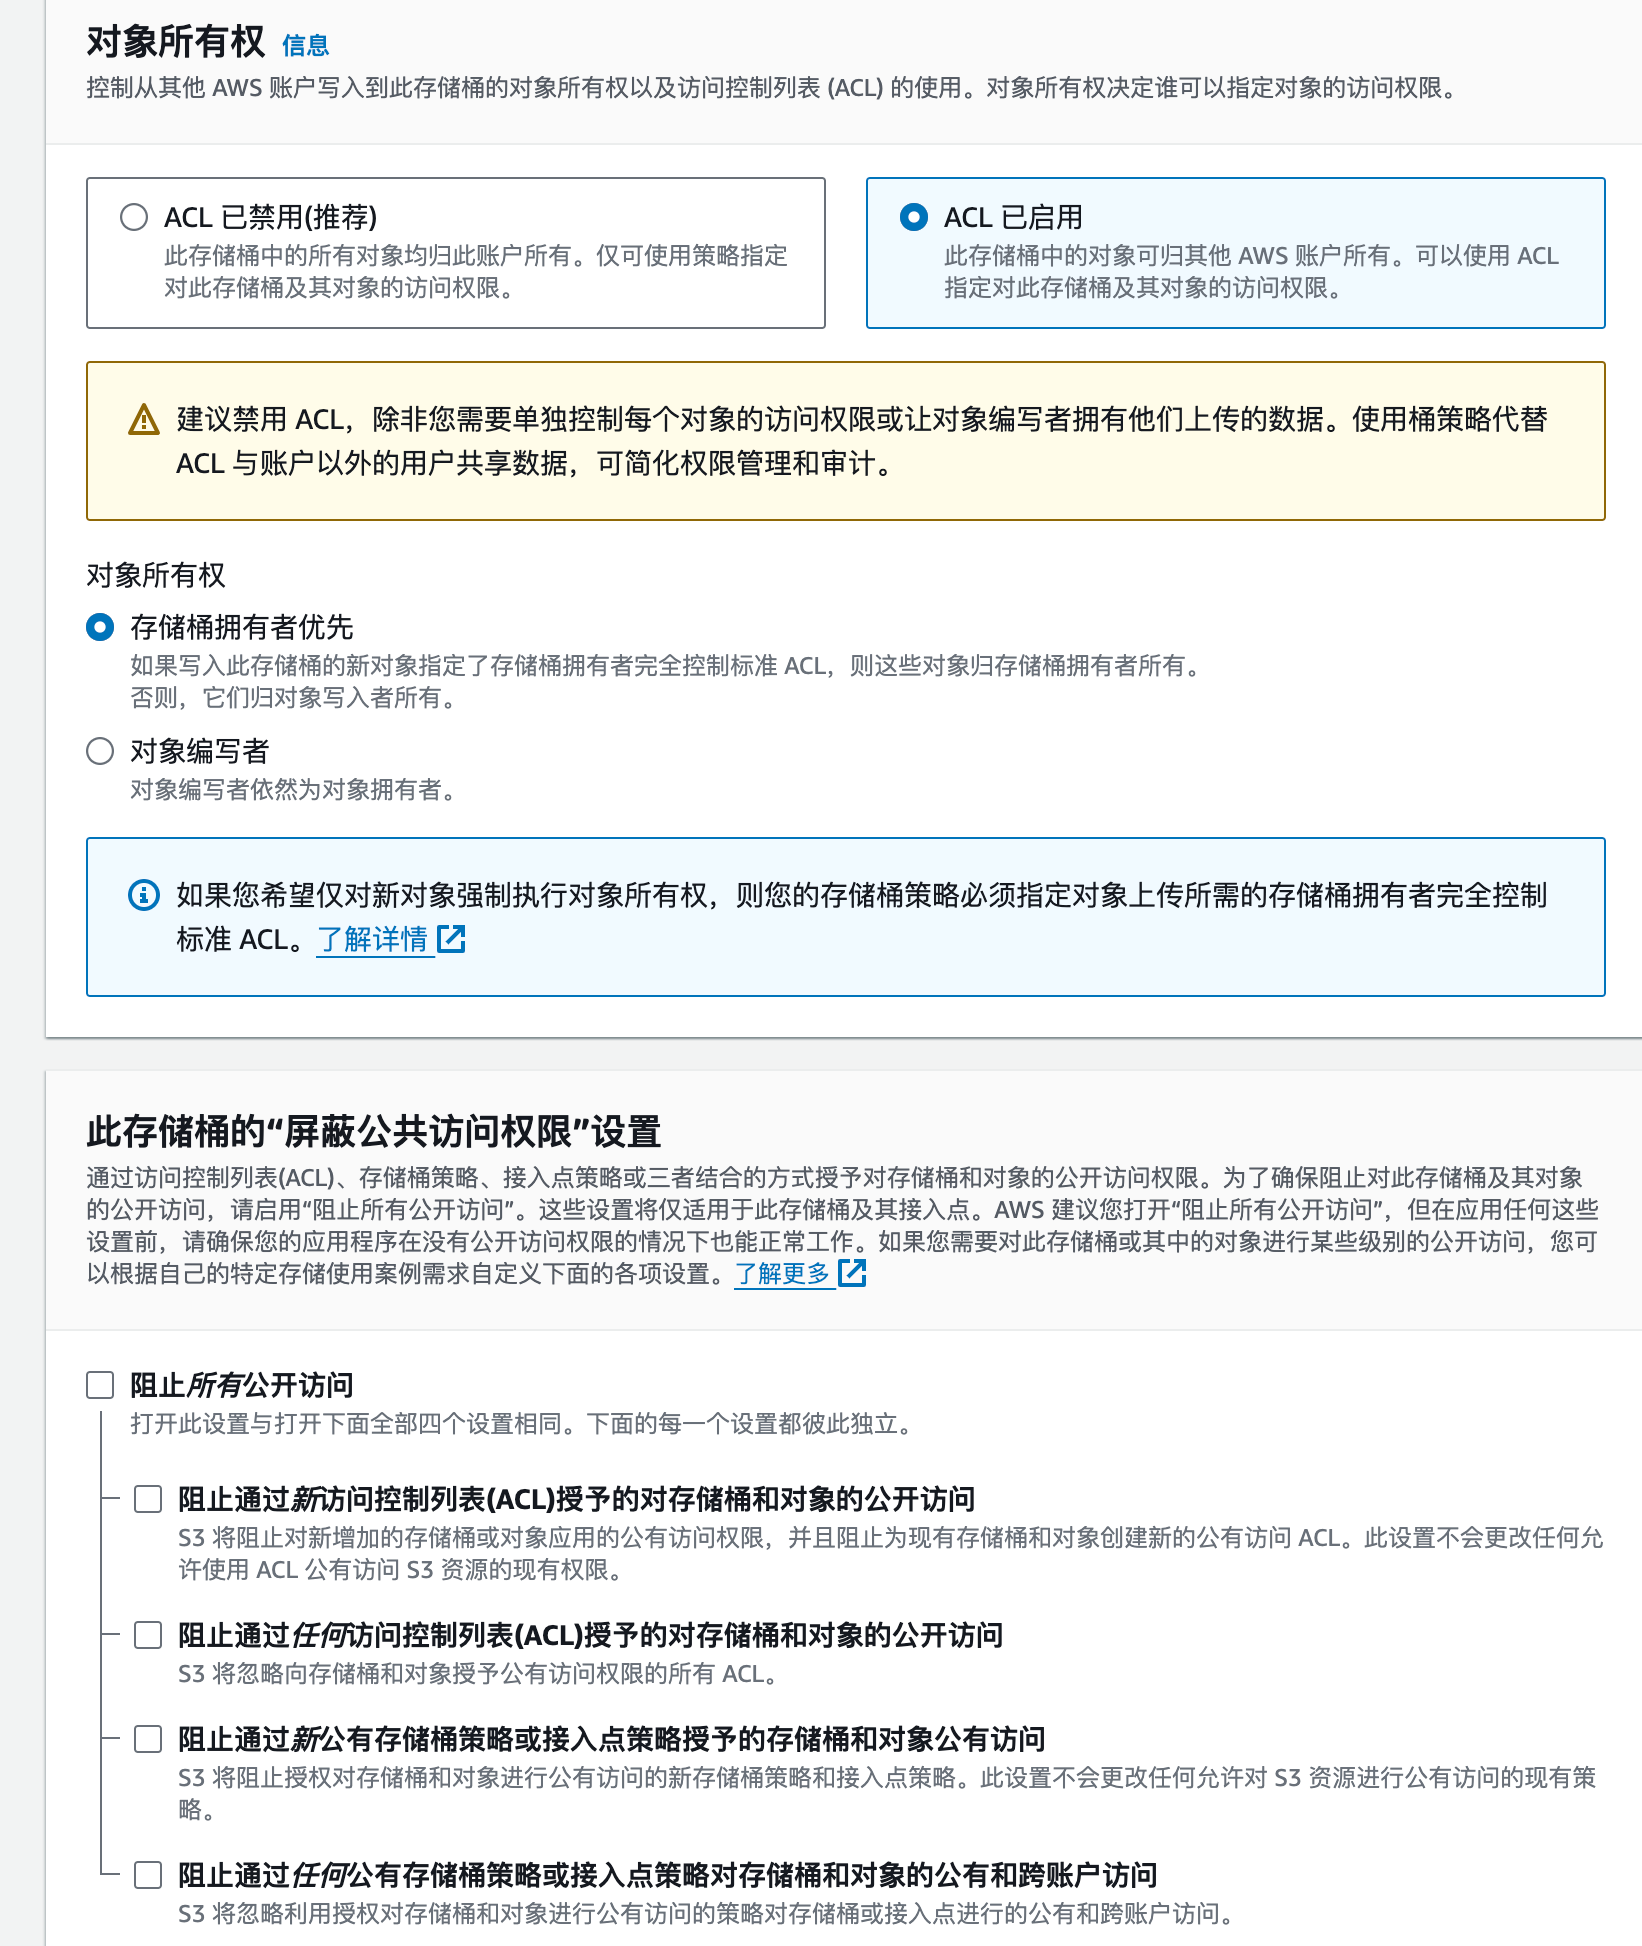 对象所有权 信息
控制从其他 AWS 账户写入到此存储桶的对象所有权以及访问控制列表 (ACL) 的使用。对象所有权决定谁可以指定对象的访问权限。
ACL 已禁用(推荐)
此存储桶中的所有对象均归此账户所有。仅可使用策略指定
对此存储桶及其对象的访问权限。
ACL 已启用
此存储桶中的对象可归其他 AWS 账户所有。可以使用 ACL
指定对此存储桶及其对象的访问权限。
建议禁用 ACL，除非您需要单独控制每个对象的访问权限或让对象编写者拥有他们上传的数据。使用桶策略代替
ACL 与账户以外的用户共享数据，可简化权限管理和审计。
对象所有权
存储桶拥有者优先
如果写入此存储桶的新对象指定了存储桶拥有者完全控制标准 ACL，则这些对象归存储桶拥有者所有。
否则，它们归对象写入者所有。
对象编写者
对象编写者依然为对象拥有者。
如果您希望仅对新对象强制执行对象所有权，则您的存储桶策略必须指定对象上传所需的存储桶拥有者完全控制
标准 ACL。了解详情
此存储桶的“屏蔽公共访问权限”设置
通过访问控制列表(ACL)、存储桶策略、接入点策略或三者结合的方式授予对存储桶和对象的公开访问权限。为了确保阻止对此存储桶及其对象
的公开访问，请启用“阻止所有公开访问”。这些设置将仅适用于此存储桶及其接入点。AWS 建议您打开“阻止所有公开访问”，但在应用任何这些
设置前，请确保您的应用程序在没有公开访问权限的情况下也能正常工作。如果您需要对此存储桶或其中的对象进行某些级别的公开访问，您可
以根据自己的特定存储使用案例需求自定义下面的各项设置。了解更多
阻止所有公开访问
打开此设置与打开下面全部四个设置相同。下面的每一个设置都彼此独立。
阻止通过新访问控制列表(ACL)授予的对存储桶和对象的公开访问
S3 将阻止对新增加的存储桶或对象应用的公有访问权限，并且阻止为现有存储桶和对象创建新的公有访问 ACL。此设置不会更改任何允
许使用 ACL 公有访问 S3 资源的现有权限。
阻止通过任何访问控制列表(ACL)授予的对存储桶和对象的公开访问
S3 将忽略向存储桶和对象授予公有访问权限的所有 ACL。
阻止通过新公有存储桶策略或接入点策略授予的存储桶和对象公有访问
S3 将阻止授权对存储桶和对象进行公有访问的新存储桶策略和接入点策略。此设置不会更改任何允许对 S3 资源进行公有访问的现有策
略。
阻止通过任何公有存储桶策略或接入点策略对存储桶和对象的公有和跨账户访问
S3 将忽略利用授权对存储桶和对象进行公有访问的策略对存储桶或接入点进行的公有和跨账户访问。